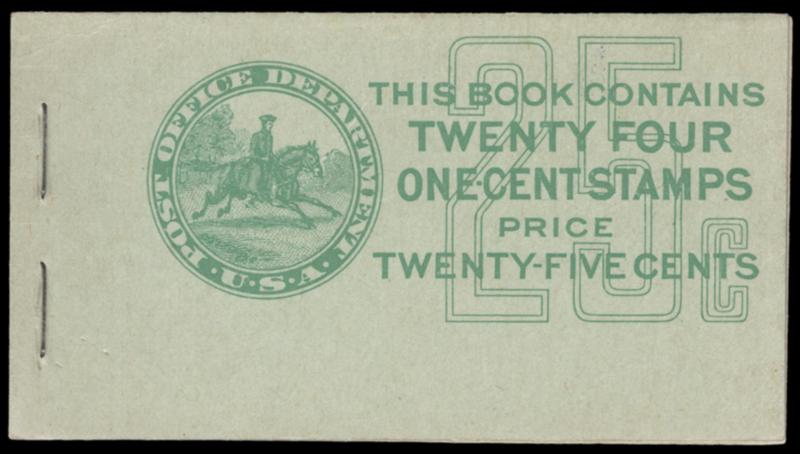 POST OFFICE DEPARTMENT
U.S.A.
25c
THIS BOOK CONTAINS
TWENTY FOUR
ONE-CENT STAMPS
PRICE
TWENTY-FIVE CENTS